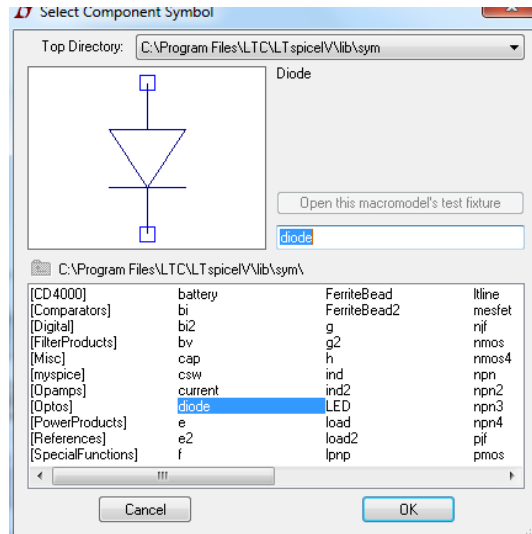 Select Component Symbol
Top Directory: C:\Program Files\LTC\LTspiceIV\lib\sym
Diode
Open this macromodel's test fixture
diode
C:\Program Files\LTC\LTspiceIV\lib\sym\
[CD4000] battery FerriteBead ltline
[Comparators] bi FerriteBead2 mesfet
[Digital] bi2 g njf
[FilterProducts] bv g2 nmos
[Misc] cap h nmos4
[myspice] csw ind npn
[Opamps] current ind2 npn2
[Optos] diode LED npn3
[PowerProducts] e load npn4
[References] e2 load2 pjf
[SpecialFunctions] f lpnp pmos
Cancel OK